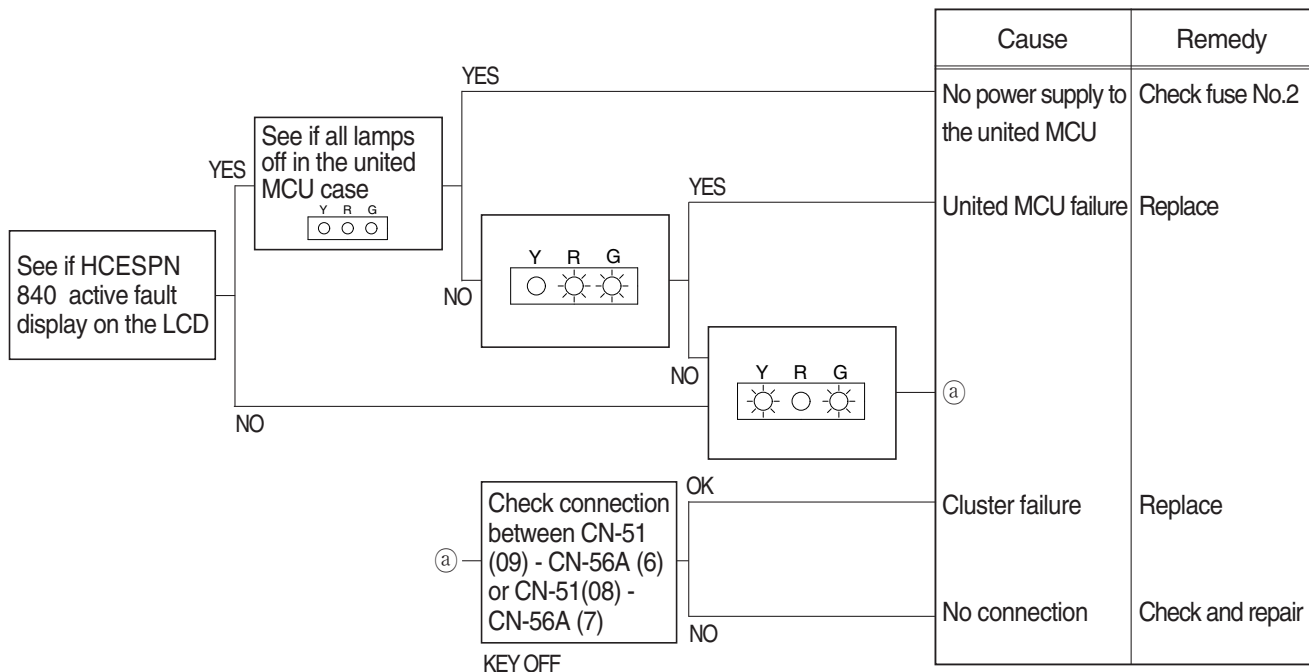 Cause
Remedy
YES
No power supply to
the united MCU
Check fuse No.2
See if all lamps
off in the united
MCU case
Y R G
YES
YES
United MCU failure
Replace
See if HCESPN
840 active fault
display on the LCD
NO
Y R G
NO
Y R G
ⓐ
NO
Check connection
between CN-51
(09) - CN-56A (6)
or CN-51(08) -
CN-56A (7)
ⓐ
OK
Cluster failure
Replace
No connection
Check and repair
NO
KEY OFF